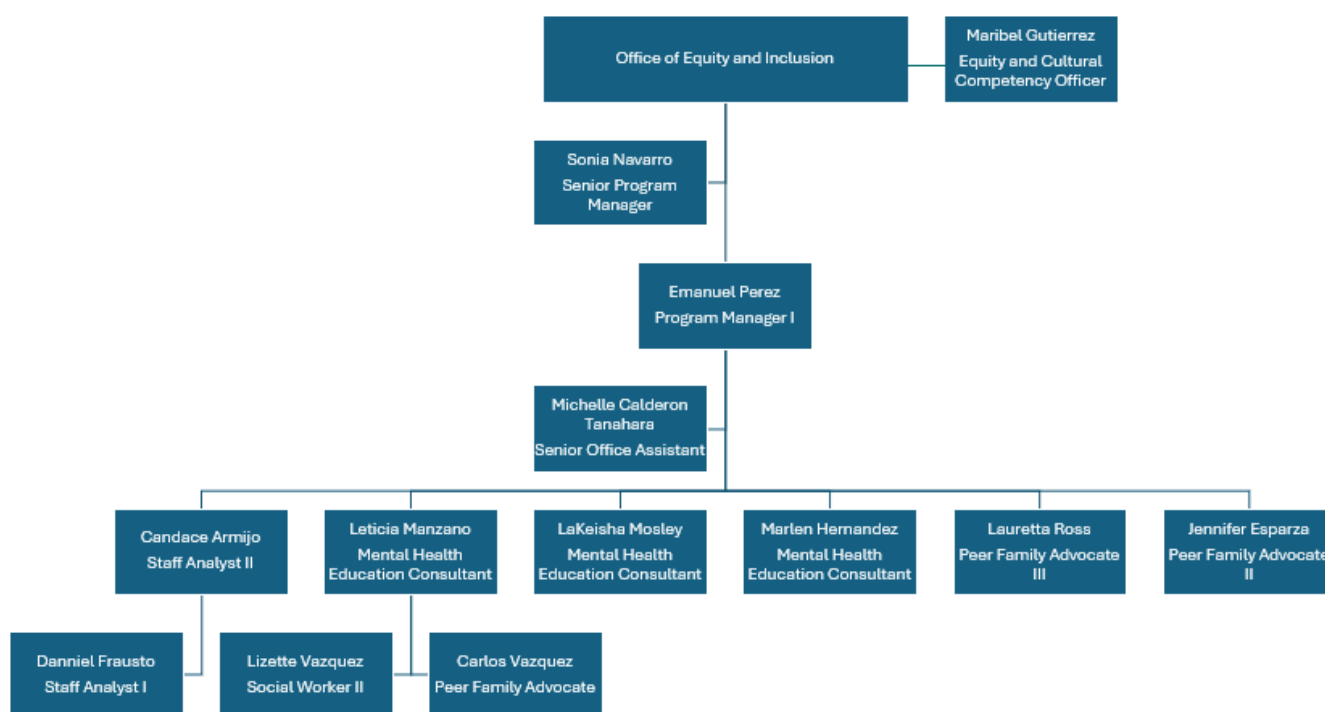 Office of Equity and Inclusion
Maribel Gutierrez
Equity and Cultural
Competency Officer
Sonia Navarro
Senior Program
Manager
Emanuel Perez
Program Manager I
Michelle Calderon
Tanahara
Senior Office Assistant
Candace Armijo
Staff Analyst II
Leticia Manzano
Mental Health
Education Consultant
LaKeisha Mosley
Mental Health
Education Consultant
Marlen Hernandez
Mental Health
Education Consultant
Lauretta Ross
Peer Family Advocate
III
Jennifer Esparza
Peer Family Advocate
II
Danniel Frausto
Staff Analyst I
Lizette Vazquez
Social Worker II
Carlos Vazquez
Peer Family Advocate